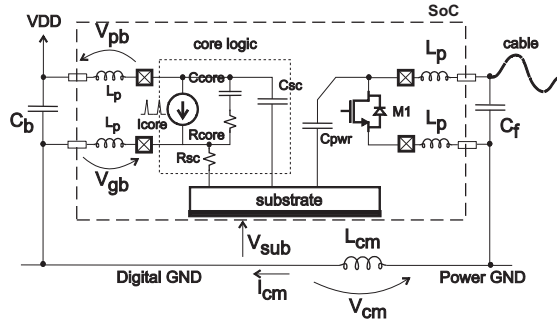 SoC
VDD
Vpb
core logic
Lp
cable
Lp
Ccore
Csc
Cb
Icore
Lp
Rcore
M1
Lp
Cf
Cpwr
Rsc
Vgb
substrate
Vsub
Lcm
Digital GND
icm
Power GND
Vcm